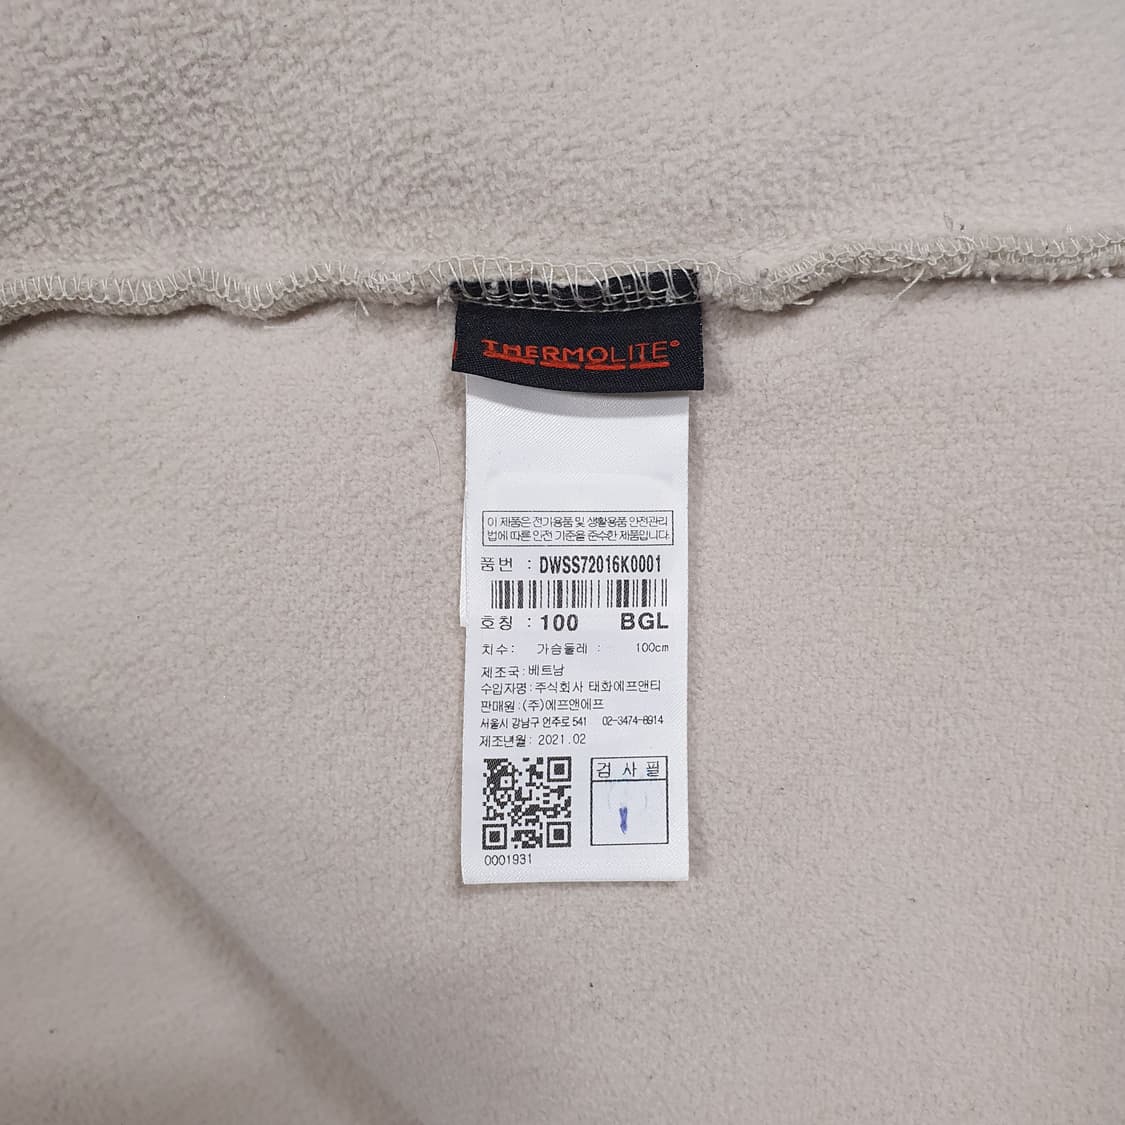 THERMOLITE®
이 제품은 전기용품 및 생활용품 안전관리
법에 따른 안전 기준을 준수한 제품입니다.
품번 : DWSS72016K0001
호칭 : 100 BGL
치수: 가슴둘레 : 100cm
제조국:베트남
수입자명:주식회사 태화에프앤티
판매원:(주)에프앤에프
서울시 강남구 언주로 541 02-3474-8914
제조년월: 2021.02
검 사 필
0001931